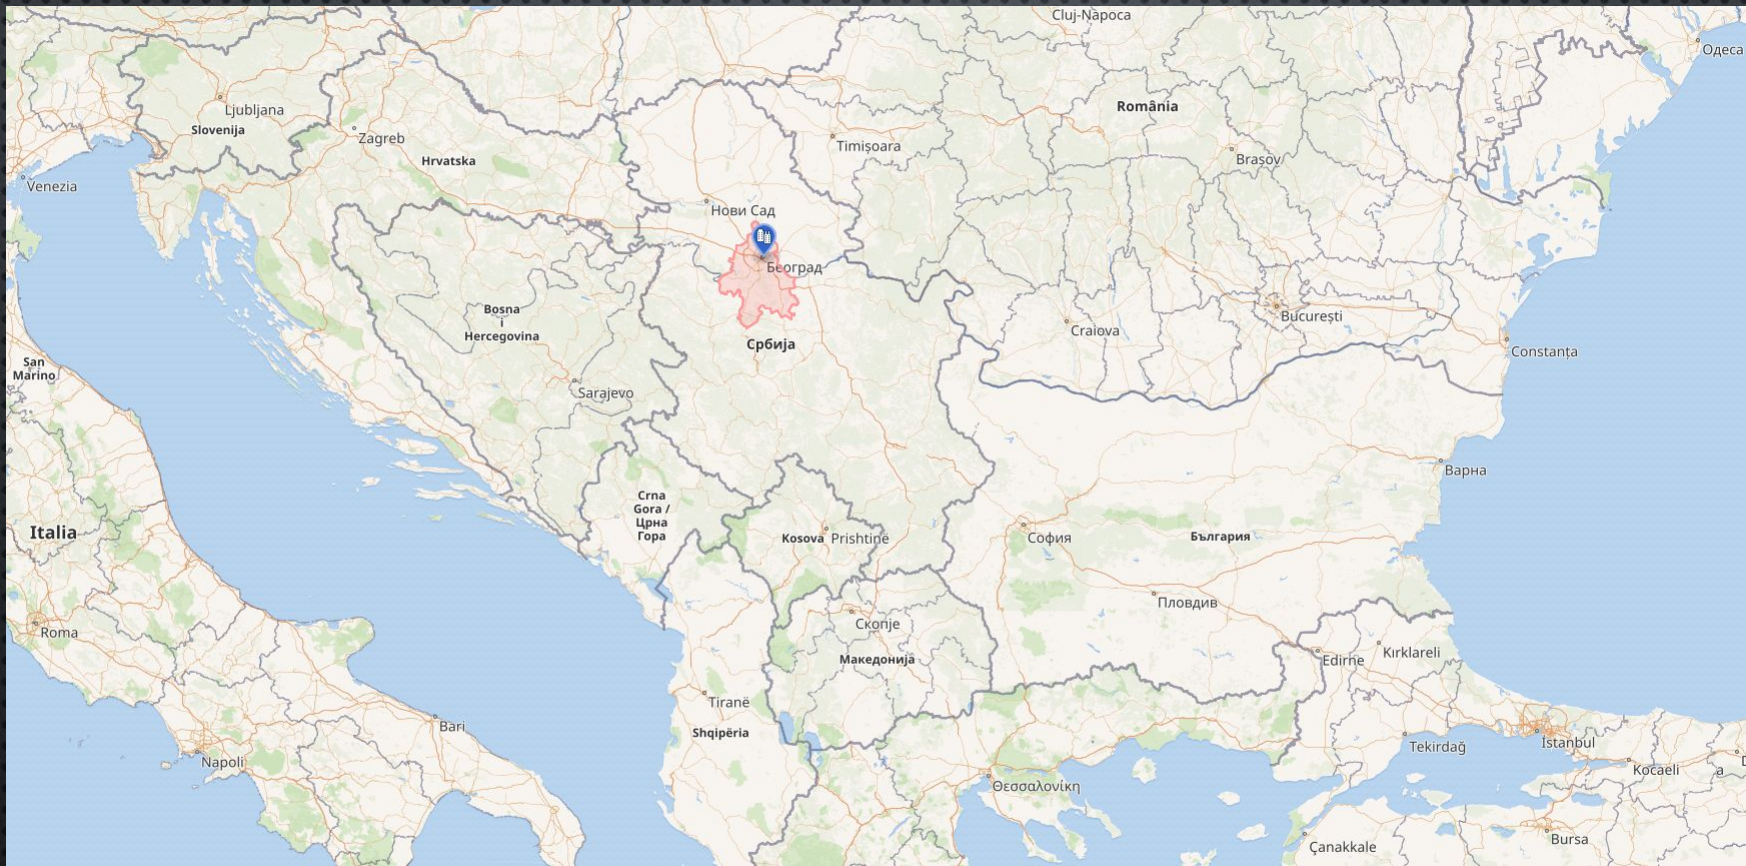 Cluj-Napoca
Одеса
Ljubljana
Slovenija
România
Zagreb
Timișoara
Hrvatska
Brașov
Venezia
Нови Сад
Београд
Bosna
i
Hercegovina
București
Craiova
Србија
Constanța
San
Marino
Sarajevo
Варна
Crna
Gora /
Црна
Гора
Italia
Kosova
Prishtinë
София
България
Пловдив
Скопје
Roma
Македонија
Edirne
Kırklareli
Tiranë
Shqipëria
Bari
Tekirdağ
İstanbul
Napoli
Kocaeli
a
Θεσσαλονίκη
Bursa
Çanakkale